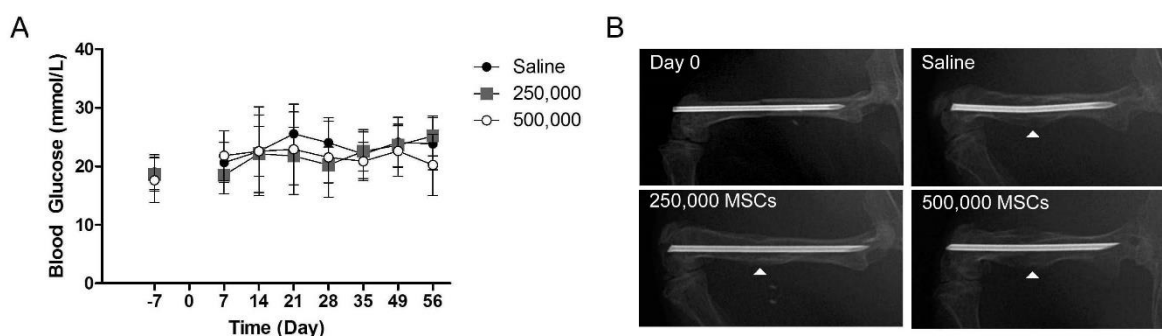 A
Blood Glucose (mmol/L)
40
30
20
10
0
-7 0 7 14 21 28 35 49 56
Time (Day)
Saline
250,000
500,000
B
Day 0
Saline
250,000 MSCs
500,000 MSCs